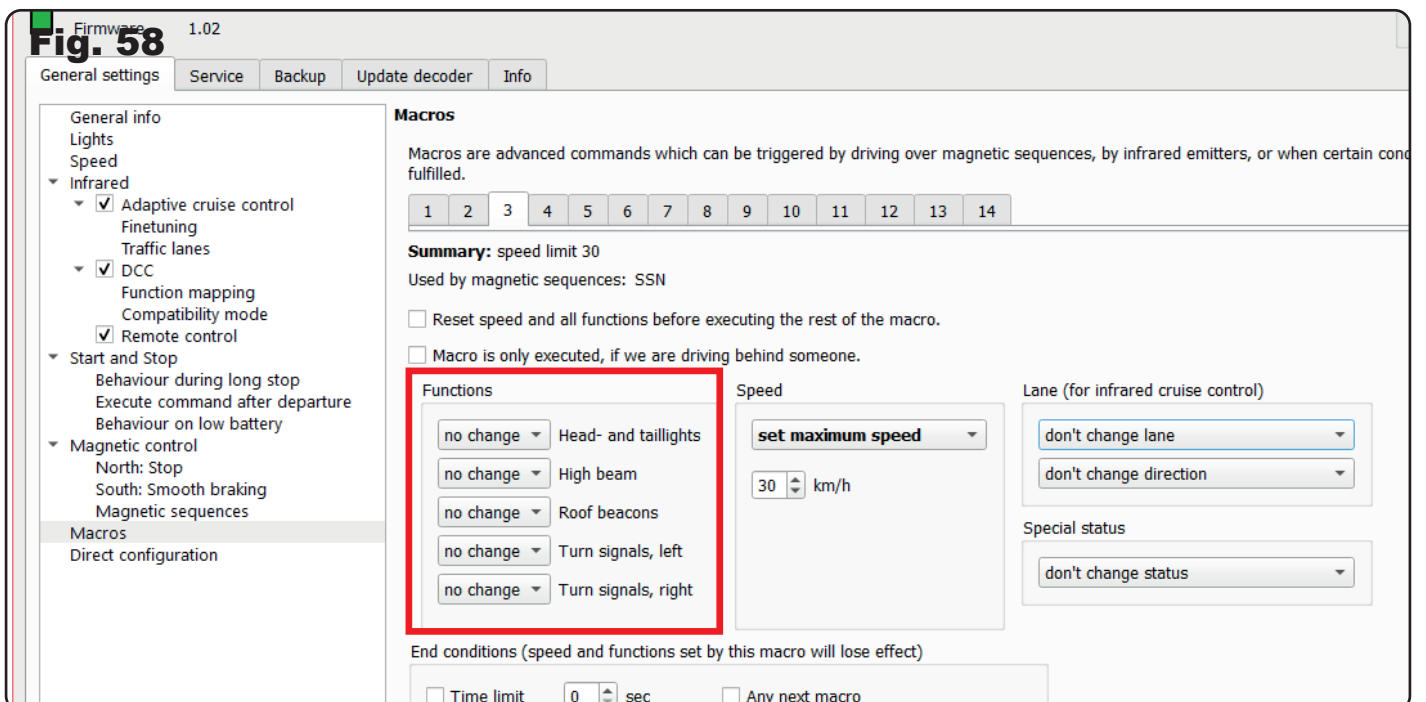 Firmware 1.02
Fig. 58
General settings Service Backup Update decoder Info
General info
Lights
Speed
Infrared
Adaptive cruise control
Finetuning
Traffic lanes
DCC
Function mapping
Compatibility mode
Remote control
Start and Stop
Behaviour during long stop
Execute command after departure
Behaviour on low battery
Magnetic control
North: Stop
South: Smooth braking
Magnetic sequences
Macros
Direct configuration
Macros
Macros are advanced commands which can be triggered by driving over magnetic sequences, by infrared emitters, or when certain
fulfilled.
1 2 3 4 5 6 7 8 9 10 11 12 13 14
Summary: speed limit 30
Used by magnetic sequences: SSN
Reset speed and all functions before executing the rest of the macro.
Macro is only executed, if we are driving behind someone.
Functions
no change Head- and taillights
no change High beam
no change Roof beacons
no change Turn signals, left
no change Turn signals, right
Speed
set maximum speed
30 km/h
Lane (for infrared cruise control)
don't change lane
don't change direction
Special status
don't change status
End conditions (speed and functions set by this macro will lose effect)
Time limit 0 sec Any next macro